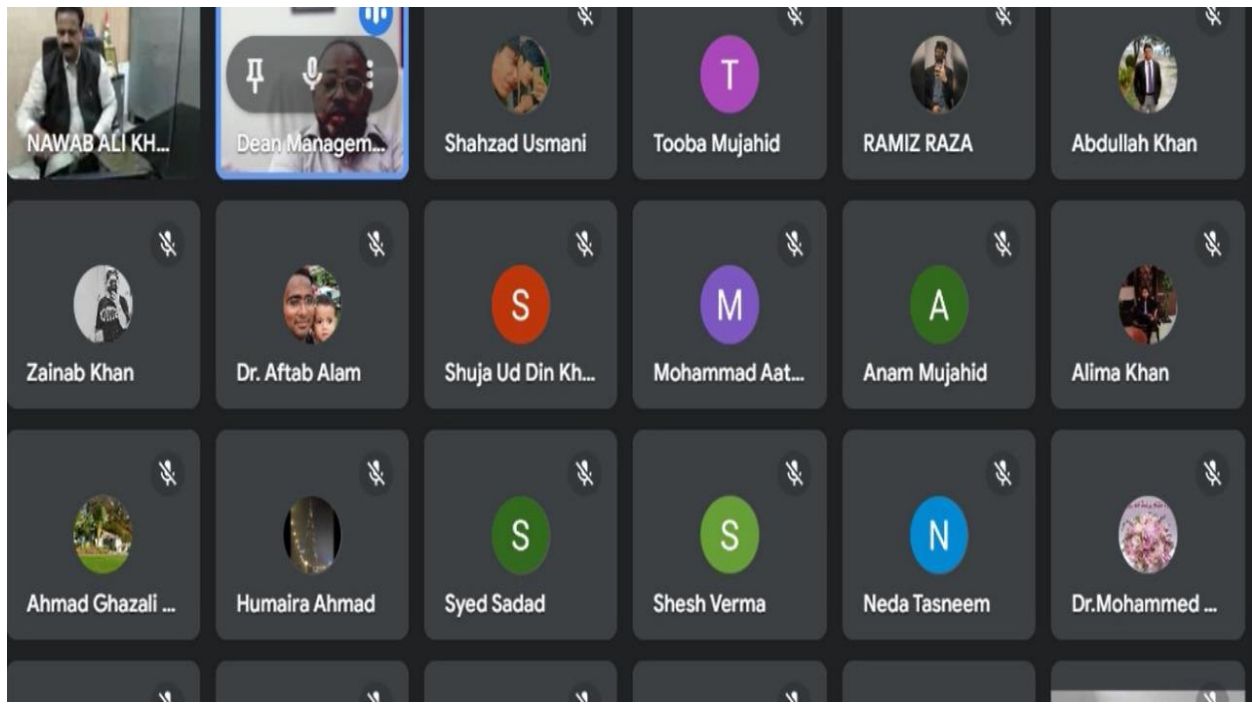 NAWAB ALI KH...
Dean Managem...
Shahzad Usmani
T
Tooba Mujahid
RAMIZ RAZA
Abdullah Khan
Zainab Khan
Dr. Aftab Alam
S
Shuja Ud Din Kh...
M
Mohammad Aat...
A
Anam Mujahid
Alima Khan
Ahmad Ghazali ...
Humaira Ahmad
S
Syed Sadad
S
Shesh Verma
N
Neda Tasneem
Dr.Mohammed ...